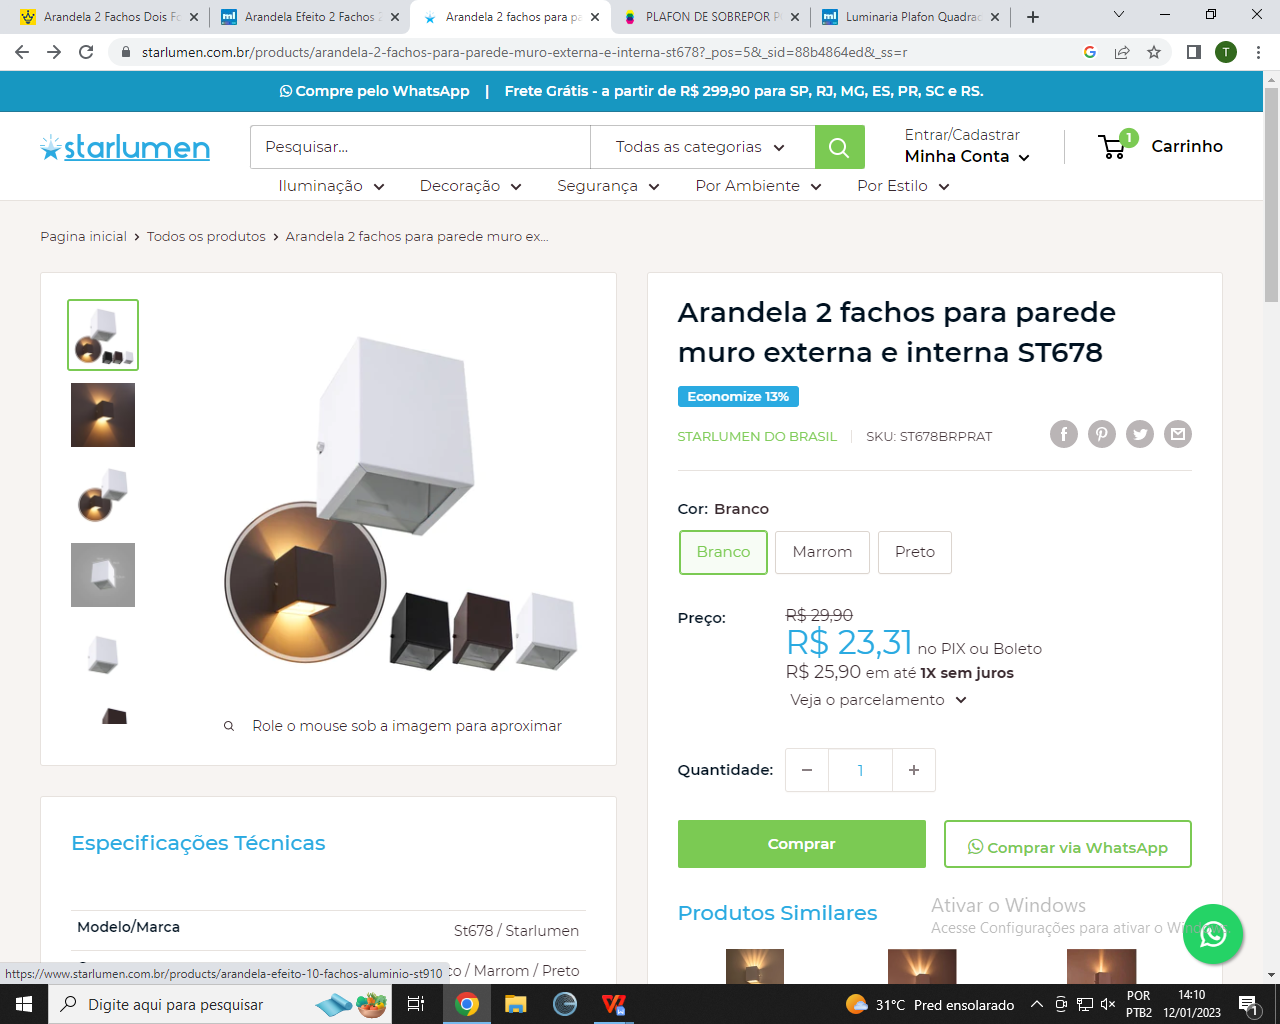 Arandela 2 Fachos Dois Fo
Arandela Efeito 2 Fachos 2
Arandela 2 fachos para pa
PLAFON DE SOBREPOR P
Luminaria Plafon Quadrac
starlumen.com.br/products/arandela-2-fachos-para-parede-muro-externa-e-interna-st678?_pos=5&_sid=88b4864ed&_ss=r
T
Compre pelo WhatsApp | Frete Grátis - a partir de R$ 299,90 para SP, RJ, MG, ES, PR, SC e RS.
starlumen
Pesquisar...
Todas as categorias
Entrar/Cadastrar
Minha Conta
1
Carrinho
Iluminação
Decoração
Segurança
Por Ambiente
Por Estilo
Pagina inicial > Todos os produtos > Arandela 2 fachos para parede muro ex...
Arandela 2 fachos para parede
muro externa e interna ST678
Economize 13%
STARLUMEN DO BRASIL
SKU: ST678BRPRAT
Cor: Branco
Branco
Marrom
Preto
Preço:
R$ 29,90
R$ 23,31 no PIX ou Boleto
R$ 25,90 em até 1X sem juros
Veja o parcelamento
Role o mouse sob a imagem para aproximar
Quantidade:
− 1 +
Comprar
Comprar via WhatsApp
Especificações Técnicas
Modelo/Marca
St678 / Starlumen
co / Marrom / Preto
Produtos Similares
Ativar o Windows
Acesse Configurações para ativar o Windows.
https://www.starlumen.com.br/products/arandela-efeito-10-fachos-aluminio-st910
Digite aqui para pesquisar
31°C Pred ensolarado
POR
PTB2
14:10
12/01/2023
1